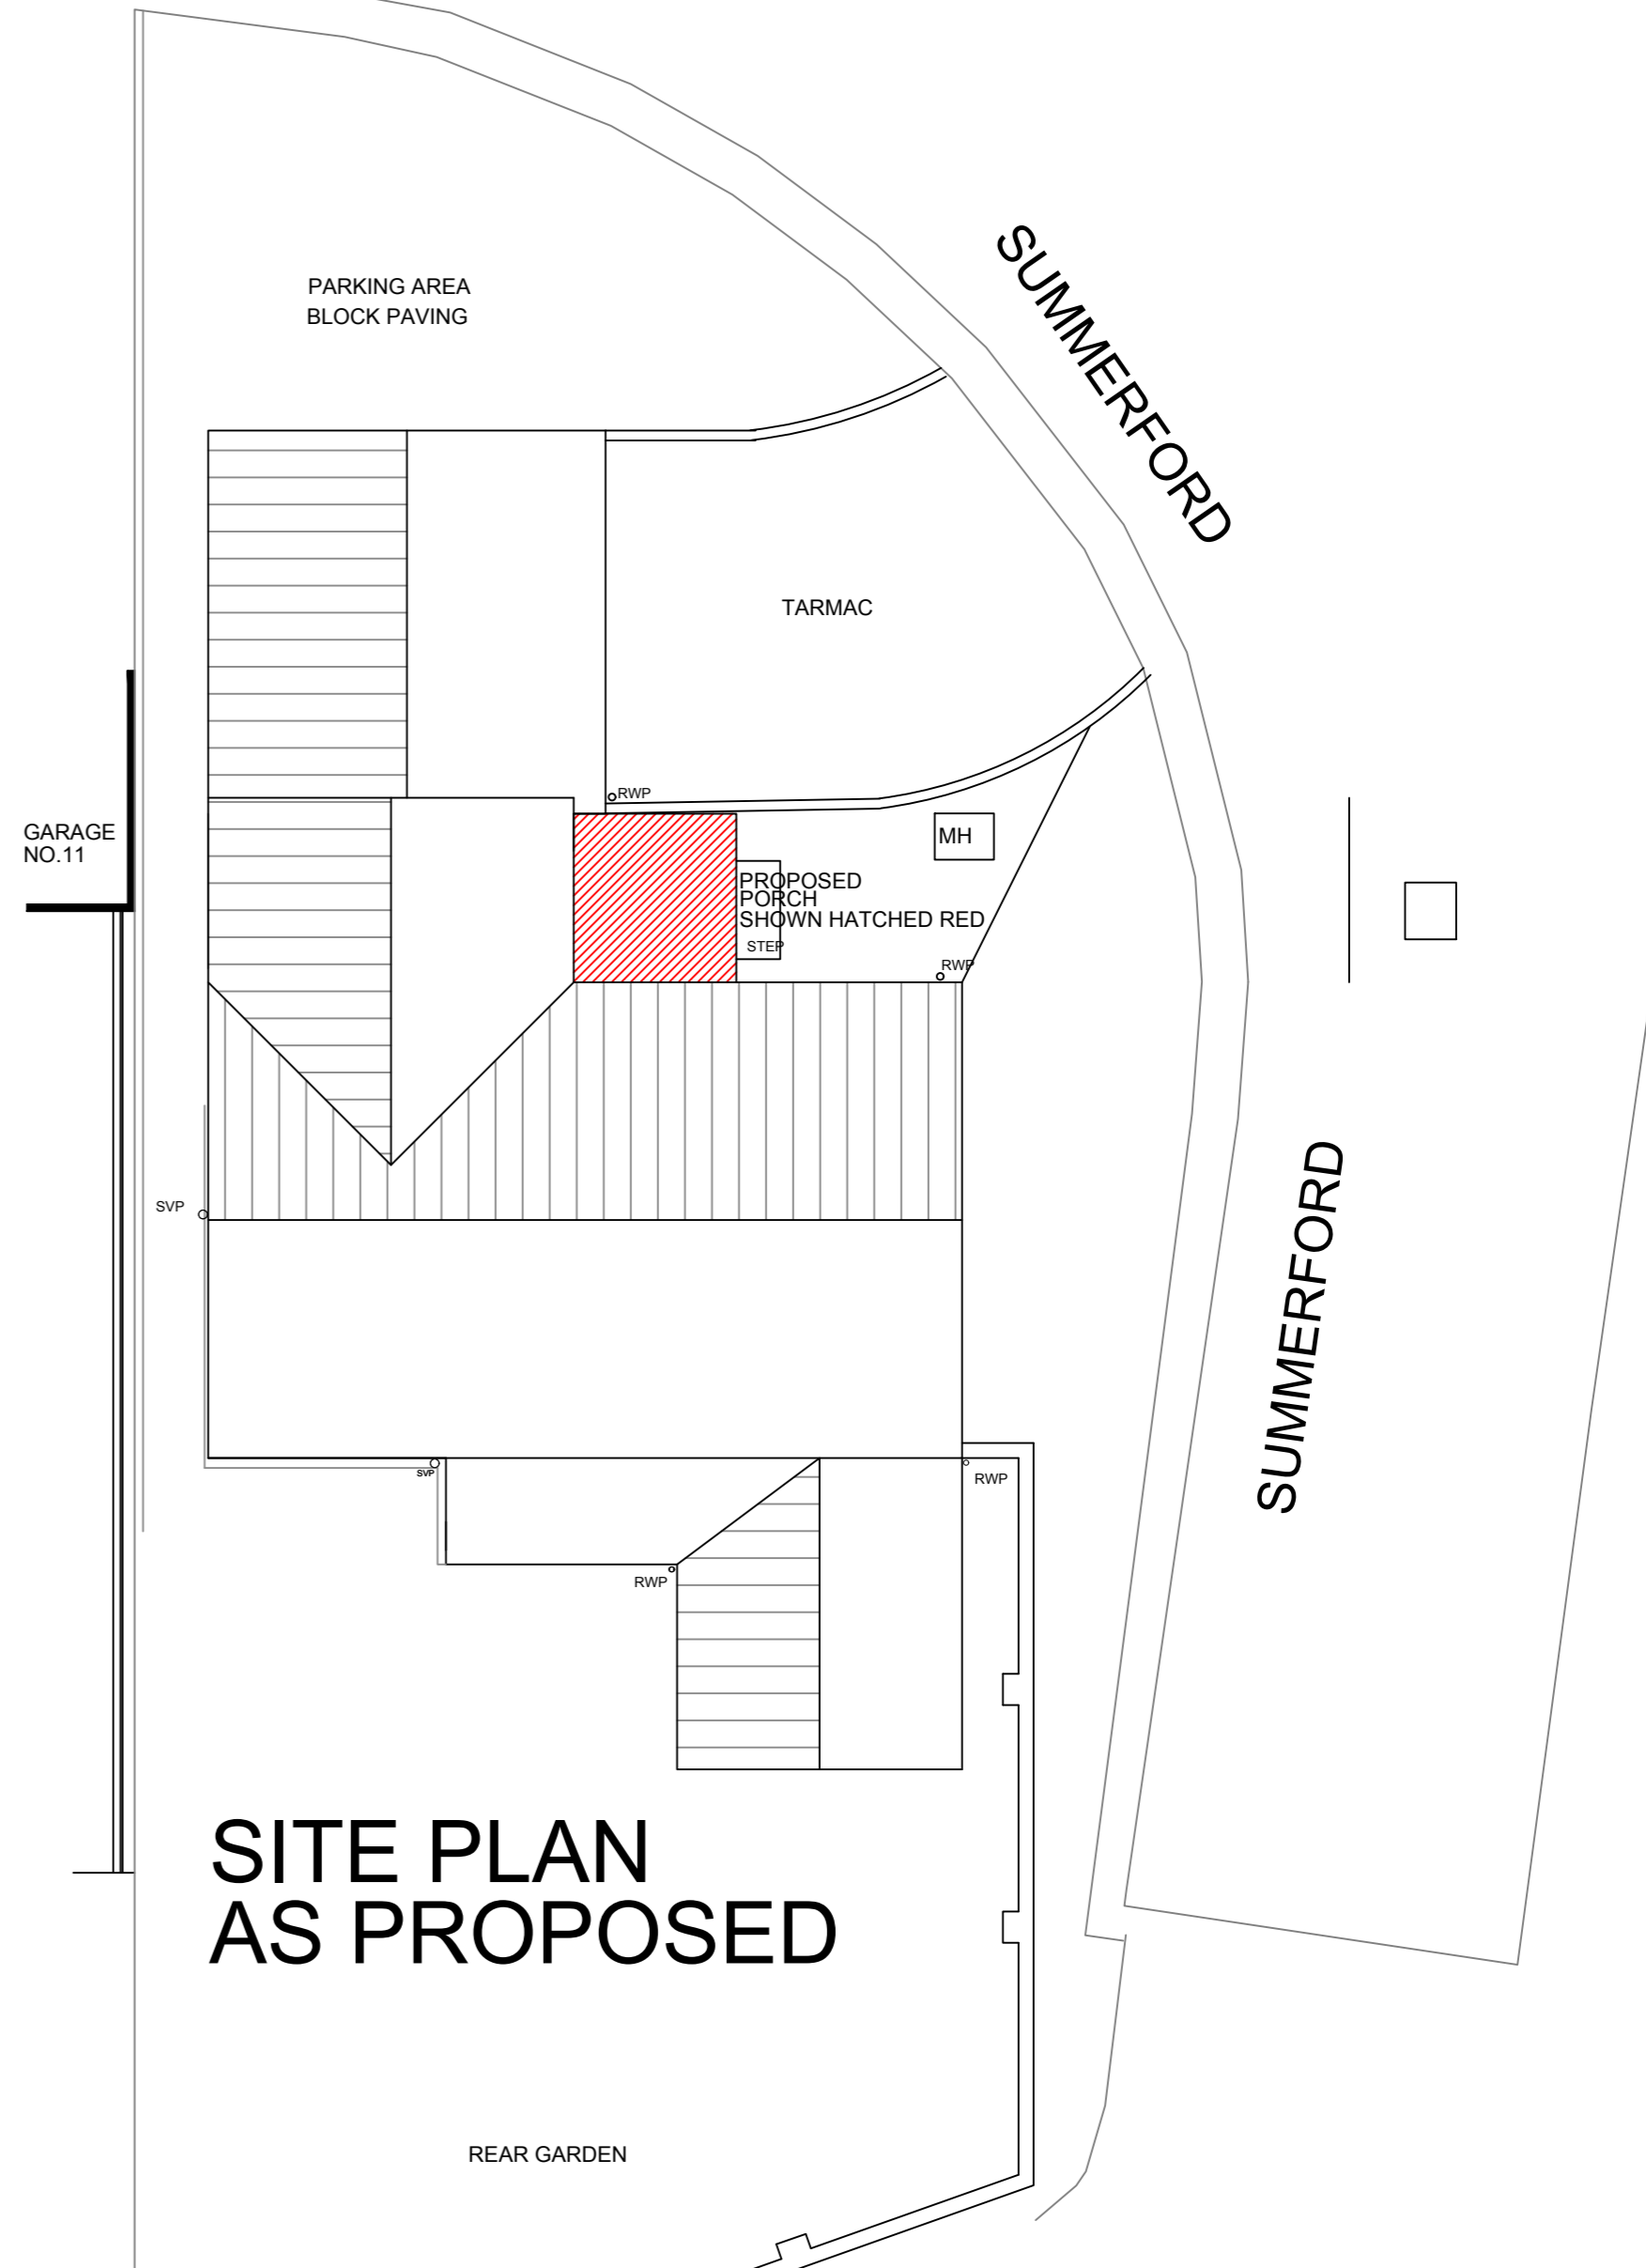 SUMMERFORD
PARKING AREA
BLOCK PAVING
TARMAC
RWP
GARAGE
NO.11
MH
PROPOSED
PORCH
SHOWN HATCHED RED
STEP
RWP
SVP
SUMMERFORD
SVP
RWP
RWP
SITE PLAN
AS PROPOSED
REAR GARDEN